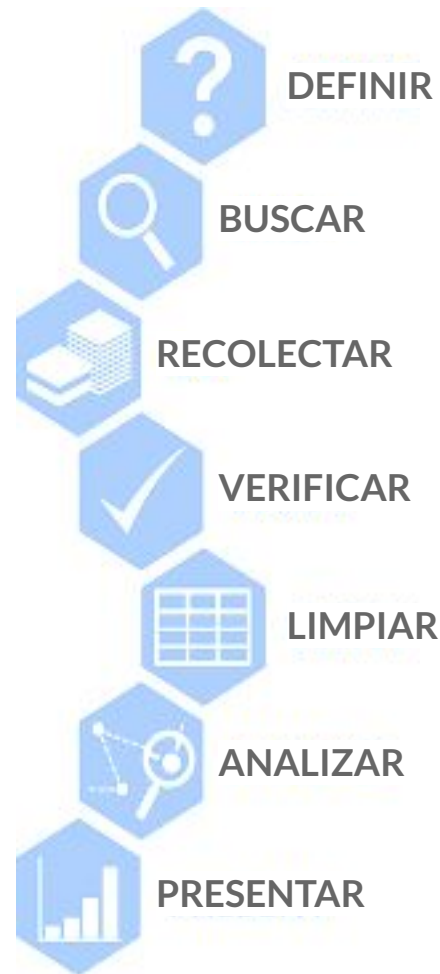 DEFINIR
BUSCAR
RECOLECTAR
VERIFICAR
LIMPIAR
ANALIZAR
PRESENTAR